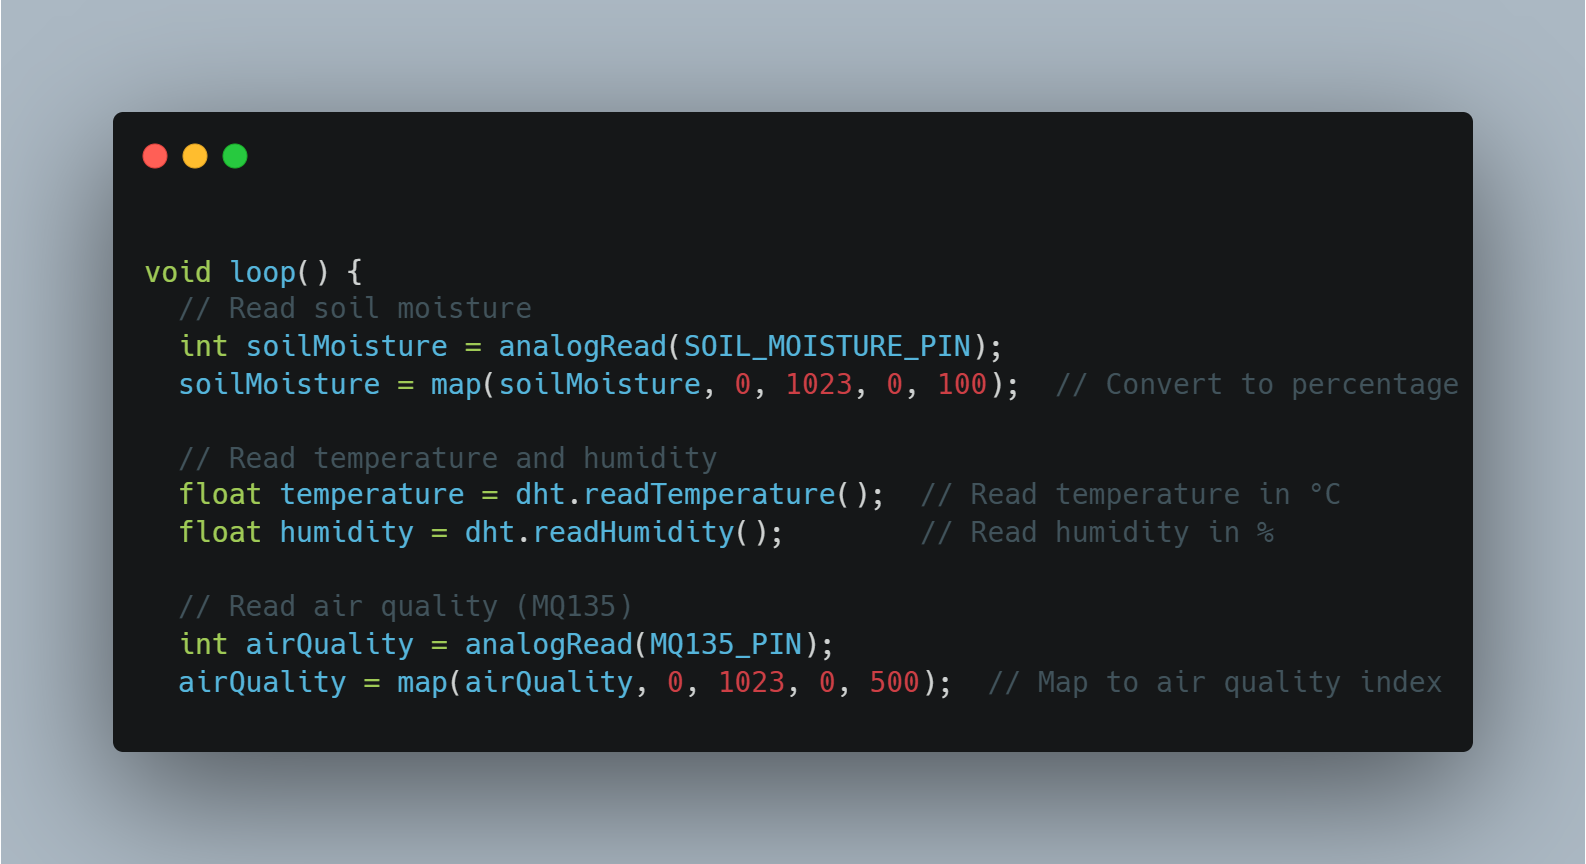 void loop() {
  // Read soil moisture
  int soilMoisture = analogRead(SOIL_MOISTURE_PIN);
  soilMoisture = map(soilMoisture, 0, 1023, 0, 100);  // Convert to percentage
  // Read temperature and humidity
  float temperature = dht.readTemperature();  // Read temperature in °C
  float humidity = dht.readHumidity();        // Read humidity in %
  // Read air quality (MQ135)
  int airQuality = analogRead(MQ135_PIN);
  airQuality = map(airQuality, 0, 1023, 0, 500);  // Map to air quality index